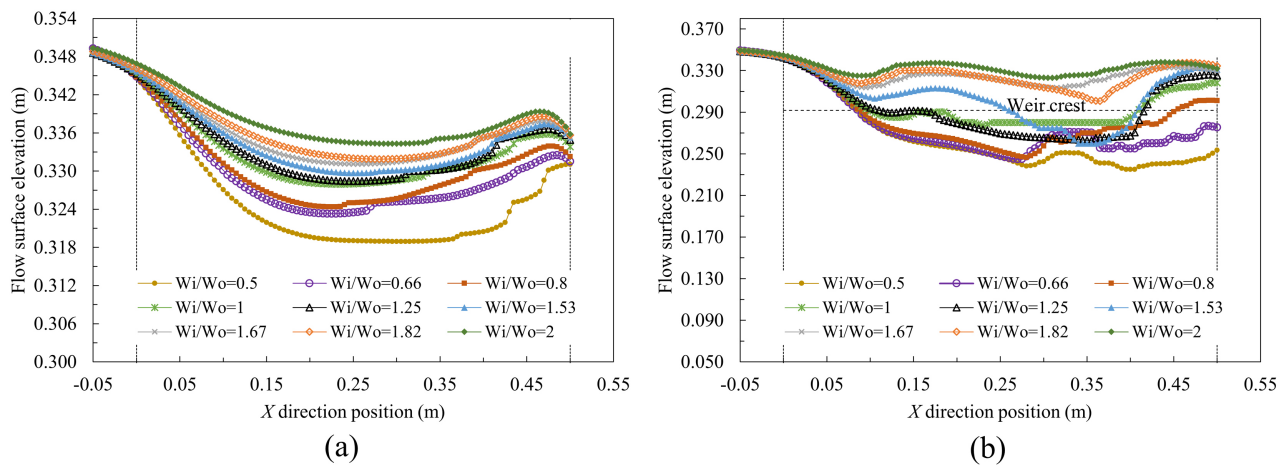 Flow surface elevation (m)
0.354
0.348
0.342
0.336
0.330
0.324
0.318
0.312
0.306
0.300
Wi/Wo=0.5 Wi/Wo=0.66 Wi/Wo=0.8
Wi/Wo=1 Wi/Wo=1.25 Wi/Wo=1.53
Wi/Wo=1.67 Wi/Wo=1.82 Wi/Wo=2
-0.05 0.05 0.15 0.25 0.35 0.45 0.55
X direction position (m)
(a)
Flow surface elevation (m)
0.370
0.330
0.290
0.250
0.210
0.170
0.130
0.090
0.050
Weir crest
Wi/Wo=0.5 Wi/Wo=0.66 Wi/Wo=0.8
Wi/Wo=1 Wi/Wo=1.25 Wi/Wo=1.53
Wi/Wo=1.67 Wi/Wo=1.82 Wi/Wo=2
-0.05 0.05 0.15 0.25 0.35 0.45 0.55
X direction position (m)
(b)